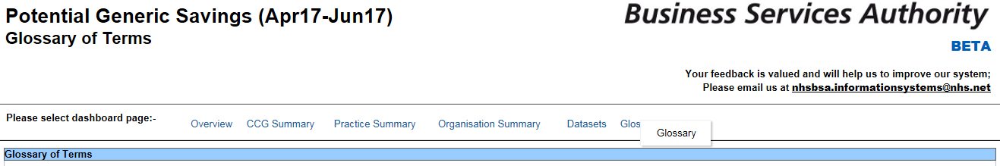 Potential Generic Savings (Apr17-Jun17)
Glossary of Terms
Business Services Authority
BETA
Your feedback is valued and will help us to improve our system;
Please email us at nhsbsa.informationsystems@nhs.net
Please select dashboard page:- Overview CCG Summary Practice Summary Organisation Summary Datasets Glos
Glossary
Glossary of Terms